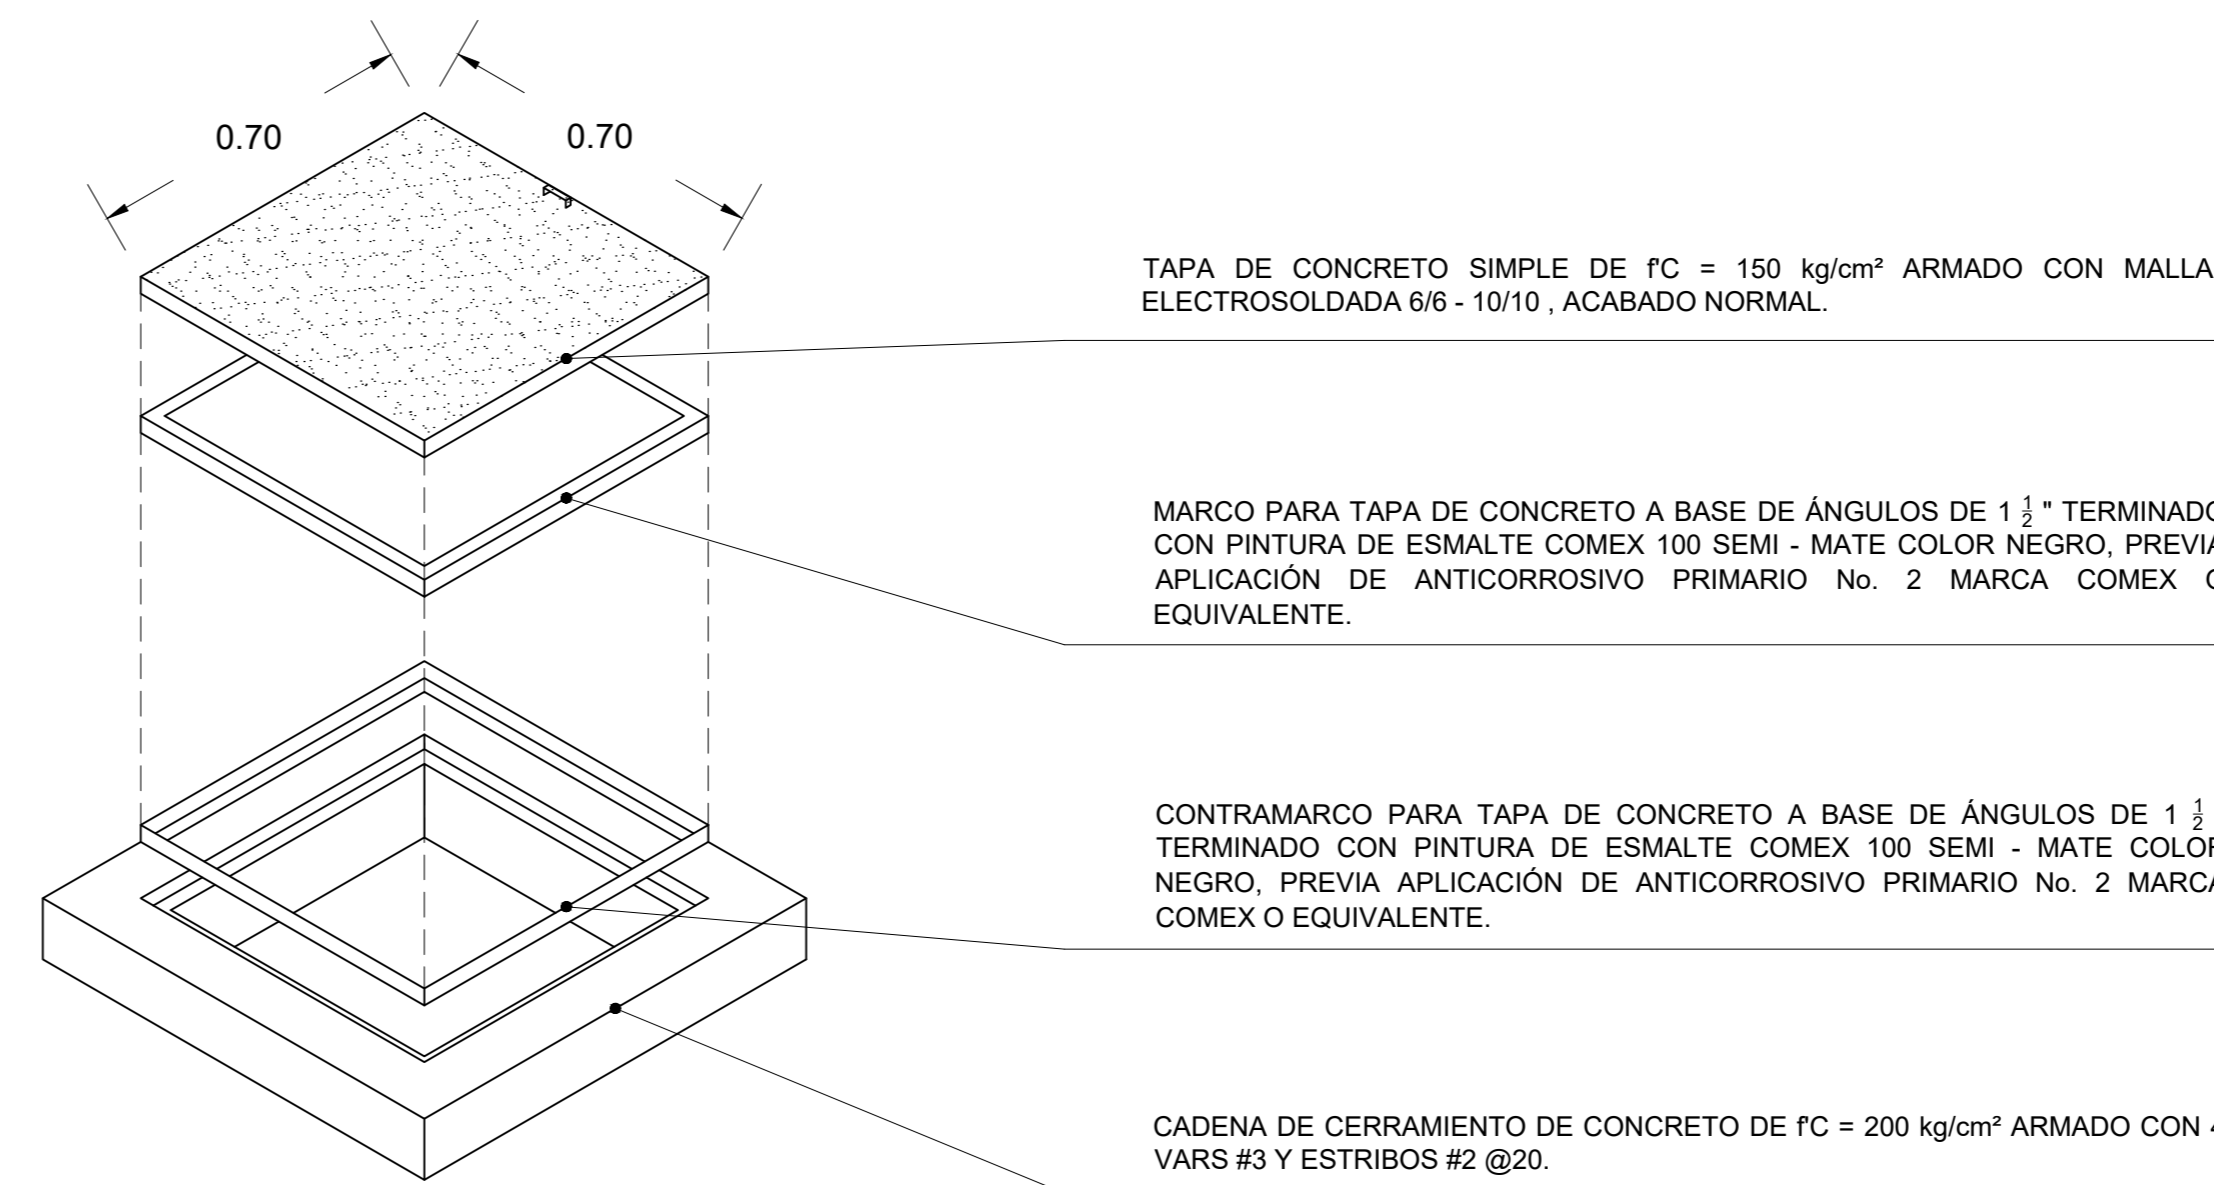 0.70
0.70
TAPA DE CONCRETO SIMPLE DE f'C = 150 kg/cm² ARMADO CON MALLA
ELECTROSOLDADA 6/6 - 10/10 , ACABADO NORMAL.
MARCO PARA TAPA DE CONCRETO A BASE DE ÁNGULOS DE 1 ½ " TERMINADO
CON PINTURA DE ESMALTE COMEX 100 SEMI - MATE COLOR NEGRO, PREVIA
APLICACIÓN DE ANTICORROSIVO PRIMARIO No. 2 MARCA COMEX O
EQUIVALENTE.
CONTRAMARCO PARA TAPA DE CONCRETO A BASE DE ÁNGULOS DE 1 ½
TERMINADO CON PINTURA DE ESMALTE COMEX 100 SEMI - MATE COLOR
NEGRO, PREVIA APLICACIÓN DE ANTICORROSIVO PRIMARIO No. 2 MARCA
COMEX O EQUIVALENTE.
CADENA DE CERRAMIENTO DE CONCRETO DE f'C = 200 kg/cm² ARMADO CON 4
VARS #3 Y ESTRIBOS #2 @20.